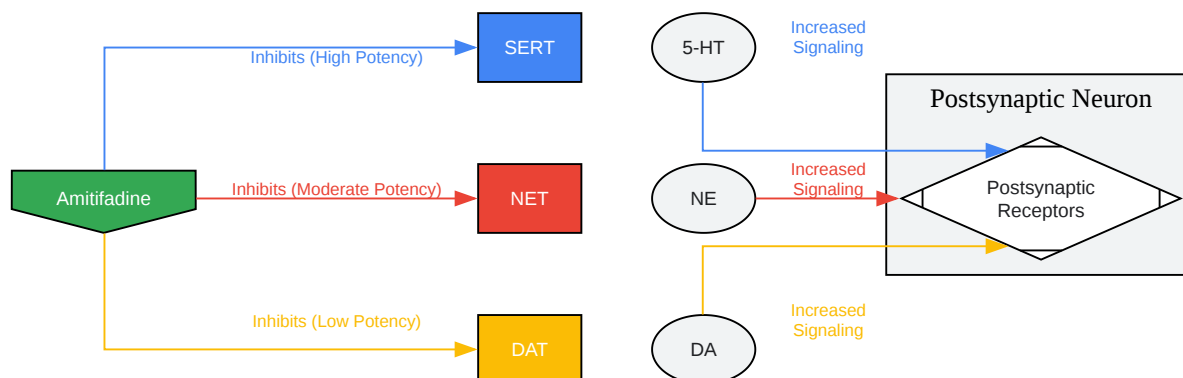 Increased
Signaling
SERT
5-HT
Inhibits (High Potency)
Postsynaptic Neuron
Amitifadine
Inhibits (Moderate Potency)
NET
NE
Increased
Signaling
Postsynaptic
Receptors
Inhibits (Low Potency)
Increased
Signaling
DAT
DA